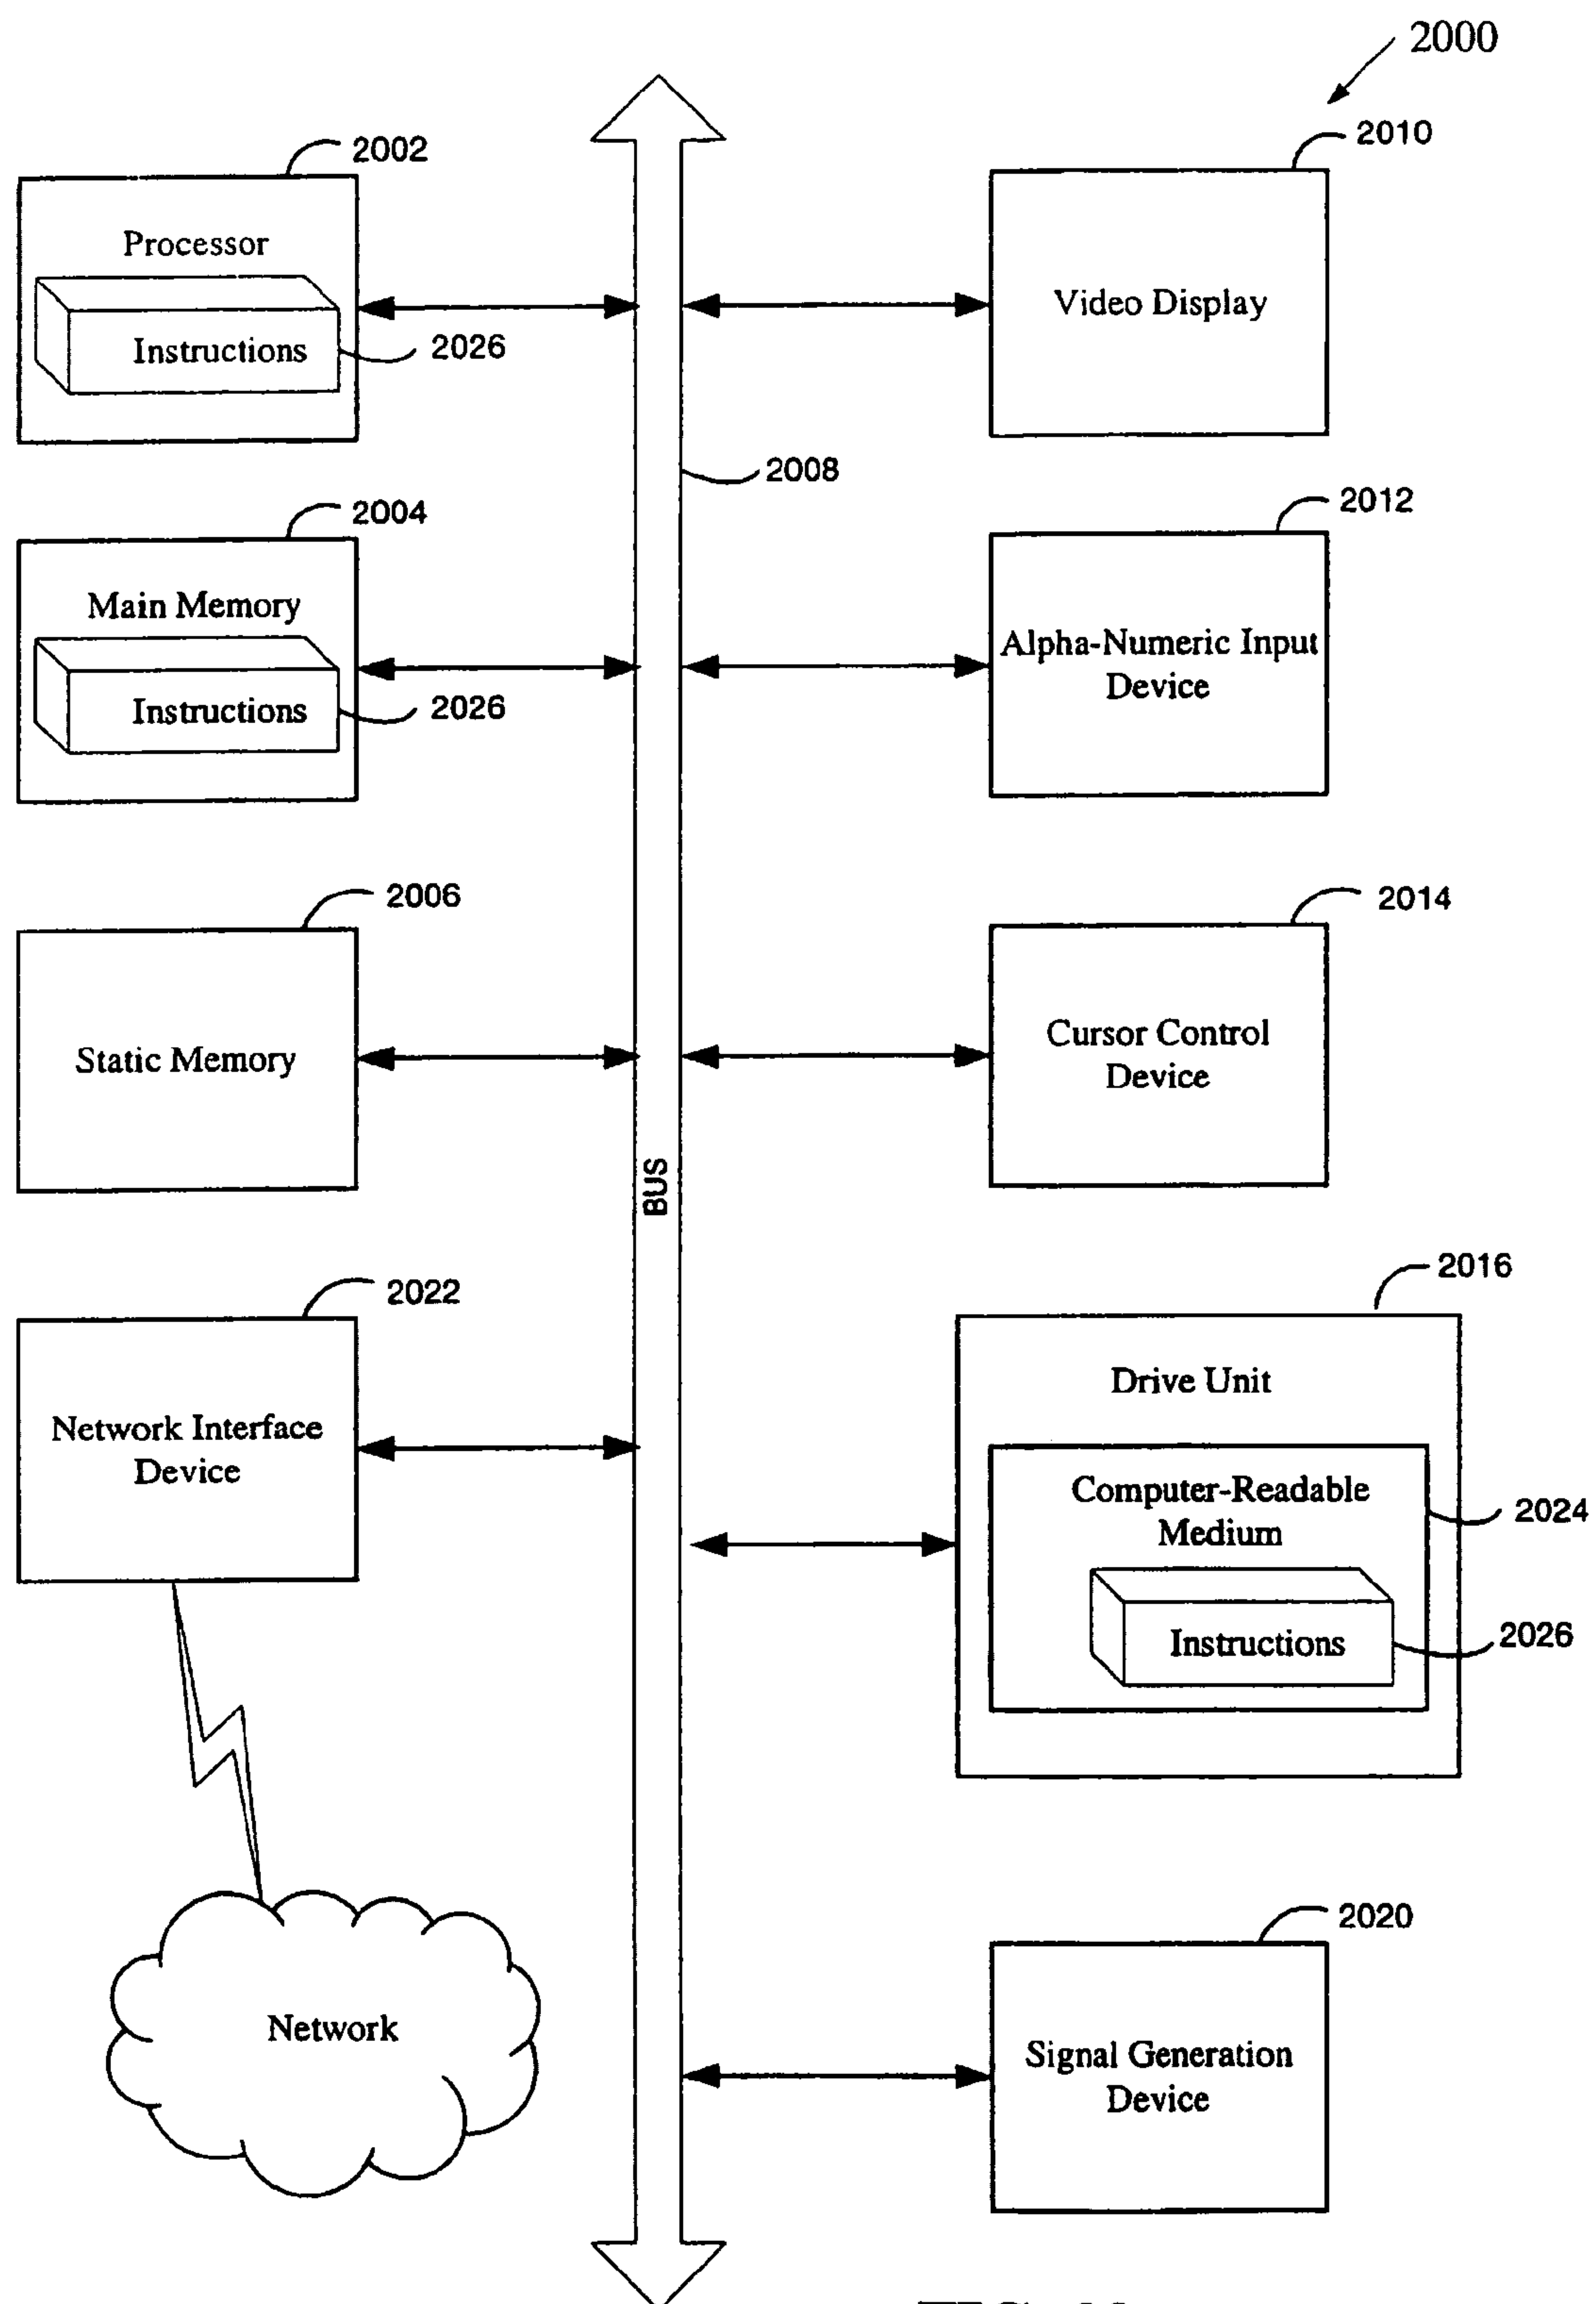 2000
2002
Processor
Instructions
2026
2010
Video Display
2008
2004
Main Memory
Instructions
2026
2012
Alpha-Numeric Input
Device
2006
Static Memory
2014
Cursor Control
Device
BUS
2022
Network Interface
Device
2016
Drive Unit
Computer-Readable
Medium
2024
Instructions
2026
Network
2020
Signal Generation
Device